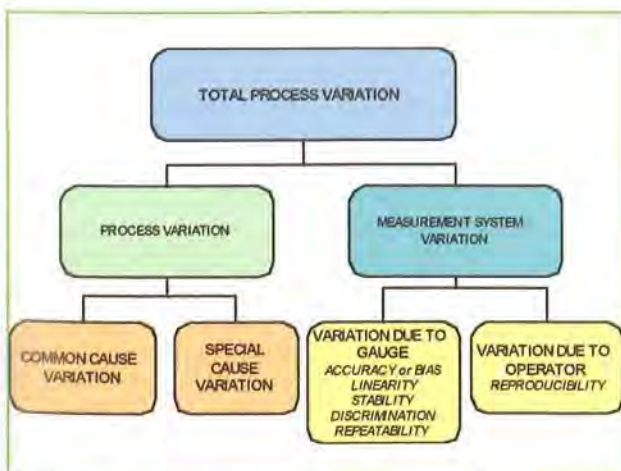 TOTAL PROCESS VARIATION
PROCESS VARIATION
MEASUREMENT SYSTEM
VARIATION
COMMON CAUSE
VARIATION
SPECIAL
CAUSE
VARIATION
VARIATION DUE TO
GAUGE
ACCURACY or BIAS
LINEARITY
STABILITY
DISCRIMINATION
REPEATABILITY
VARIATION DUE TO
OPERATOR
REPRODUCIBILITY